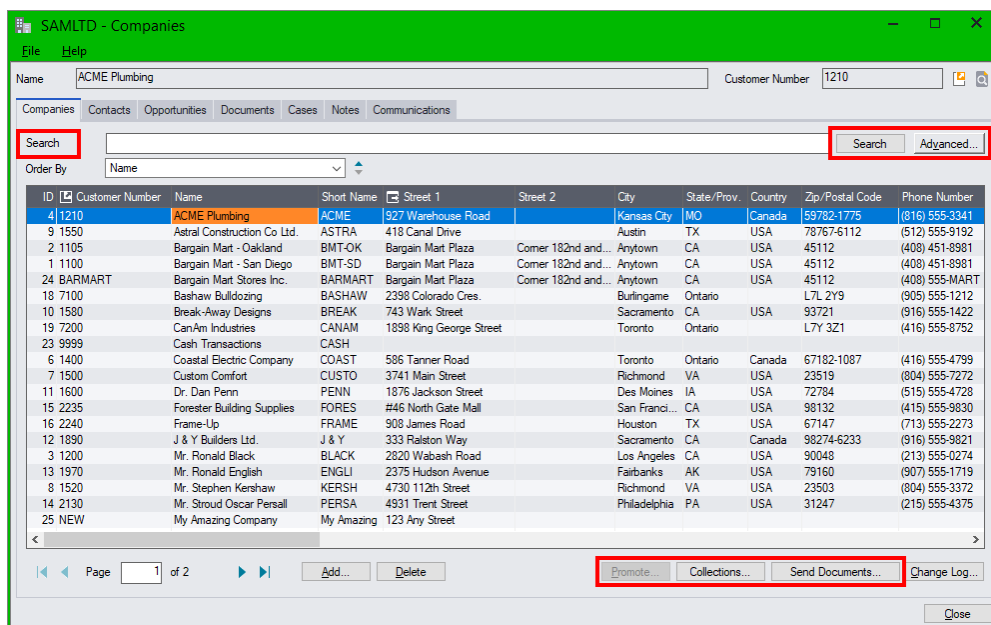 SAMLTD - Companies
File Help
Name ACME Plumbing Customer Number 1210
Companies Contacts Opportunities Documents Cases Notes Communications
Search Search Advanced...
Order By Name
ID Customer Number Name Short Name Street 1 Street 2 City State/Prov. Country Zip/Postal Code Phone Number
4 1210 ACME Plumbing ACME 927 Warehouse Road Kansas City MO Canada 59782-1775 (816) 555-3341
9 1550 Astral Construction Co Ltd. ASTRA 418 Canal Drive Austin TX USA 78767-6112 (512) 555-9192
2 1105 Bargain Mart - Oakland BMT-OK Bargain Mart Plaza Corner 182nd and... Anytown CA USA 45112 (408) 451-8981
1 1100 Bargain Mart - San Diego BMT-SD Bargain Mart Plaza Corner 182nd and... Anytown CA USA 45112 (408) 451-8981
24 BARMART Bargain Mart Stores Inc. BARMART Bargain Mart Plaza Corner 182nd and... Anytown CA USA 45112 (408) 555-MART
18 7100 Bashaw Bulldozing BASHAW 2398 Colorado Cres. Burlingame Ontario L7L 2Y9 (905) 555-1212
10 1580 Break-Away Designs BREAK 743 Wark Street Sacramento CA USA 93721 (916) 555-1422
19 7200 CanAm Industries CANAM 1898 King George Street Toronto Ontario L7Y 3Z1 (416) 555-8752
23 9999 Cash Transactions CASH
6 1400 Coastal Electric Company COAST 586 Tanner Road Toronto Ontario Canada 67182-1087 (416) 555-4799
7 1500 Custom Comfort CUSTO 3741 Main Street Richmond VA USA 23519 (804) 555-7272
11 1600 Dr. Dan Penn PENN 1876 Jackson Street Des Moines IA USA 72784 (515) 555-4728
15 2235 Forester Building Supplies FORES #46 North Gate Mall San Franci... CA USA 98132 (415) 555-9830
16 2240 Frame-Up FRAME 908 James Road Houston TX USA 67147 (713) 555-2273
12 1890 J & Y Builders Ltd. J & Y 333 Ralston Way Sacramento CA Canada 98274-6233 (916) 555-9821
3 1200 Mr. Ronald Black BLACK 2820 Wabash Road Los Angeles CA USA 90048 (213) 555-0274
13 1970 Mr. Ronald English ENGLI 2375 Hudson Avenue Fairbanks AK USA 79160 (907) 555-1719
8 1520 Mr. Stephen Kershaw KERSH 4730 112th Street Richmond VA USA 23503 (804) 555-3372
14 2130 Mr. Stroud Oscar Persall PERSA 4931 Trent Street Philadelphia PA USA 31247 (215) 555-4375
25 NEW My Amazing Company My Amazing 123 Any Street
Page 1 of 2 Add... Delete Promote... Collections... Send Documents... Change Log...
Close